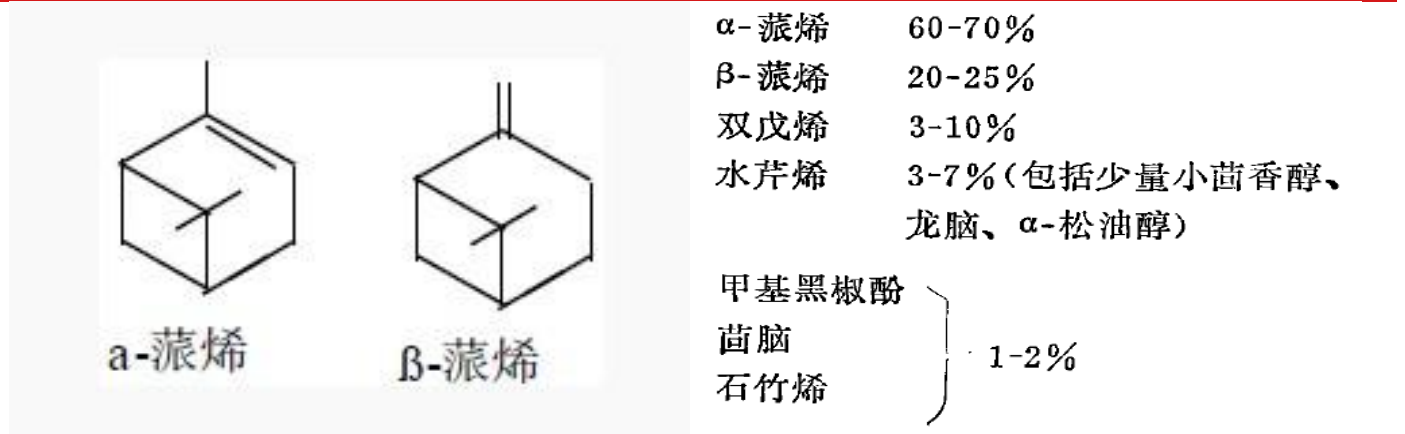 a-蒎烯
ß-蒎烯
α-蒎烯 60-70%
β-蒎烯 20-25%
双戊烯 3-10%
水芹烯 3-7%(包括少量小茴香醇、
龙脑、α-松油醇)
甲基黑椒酚
茴脑
石竹烯
1-2%